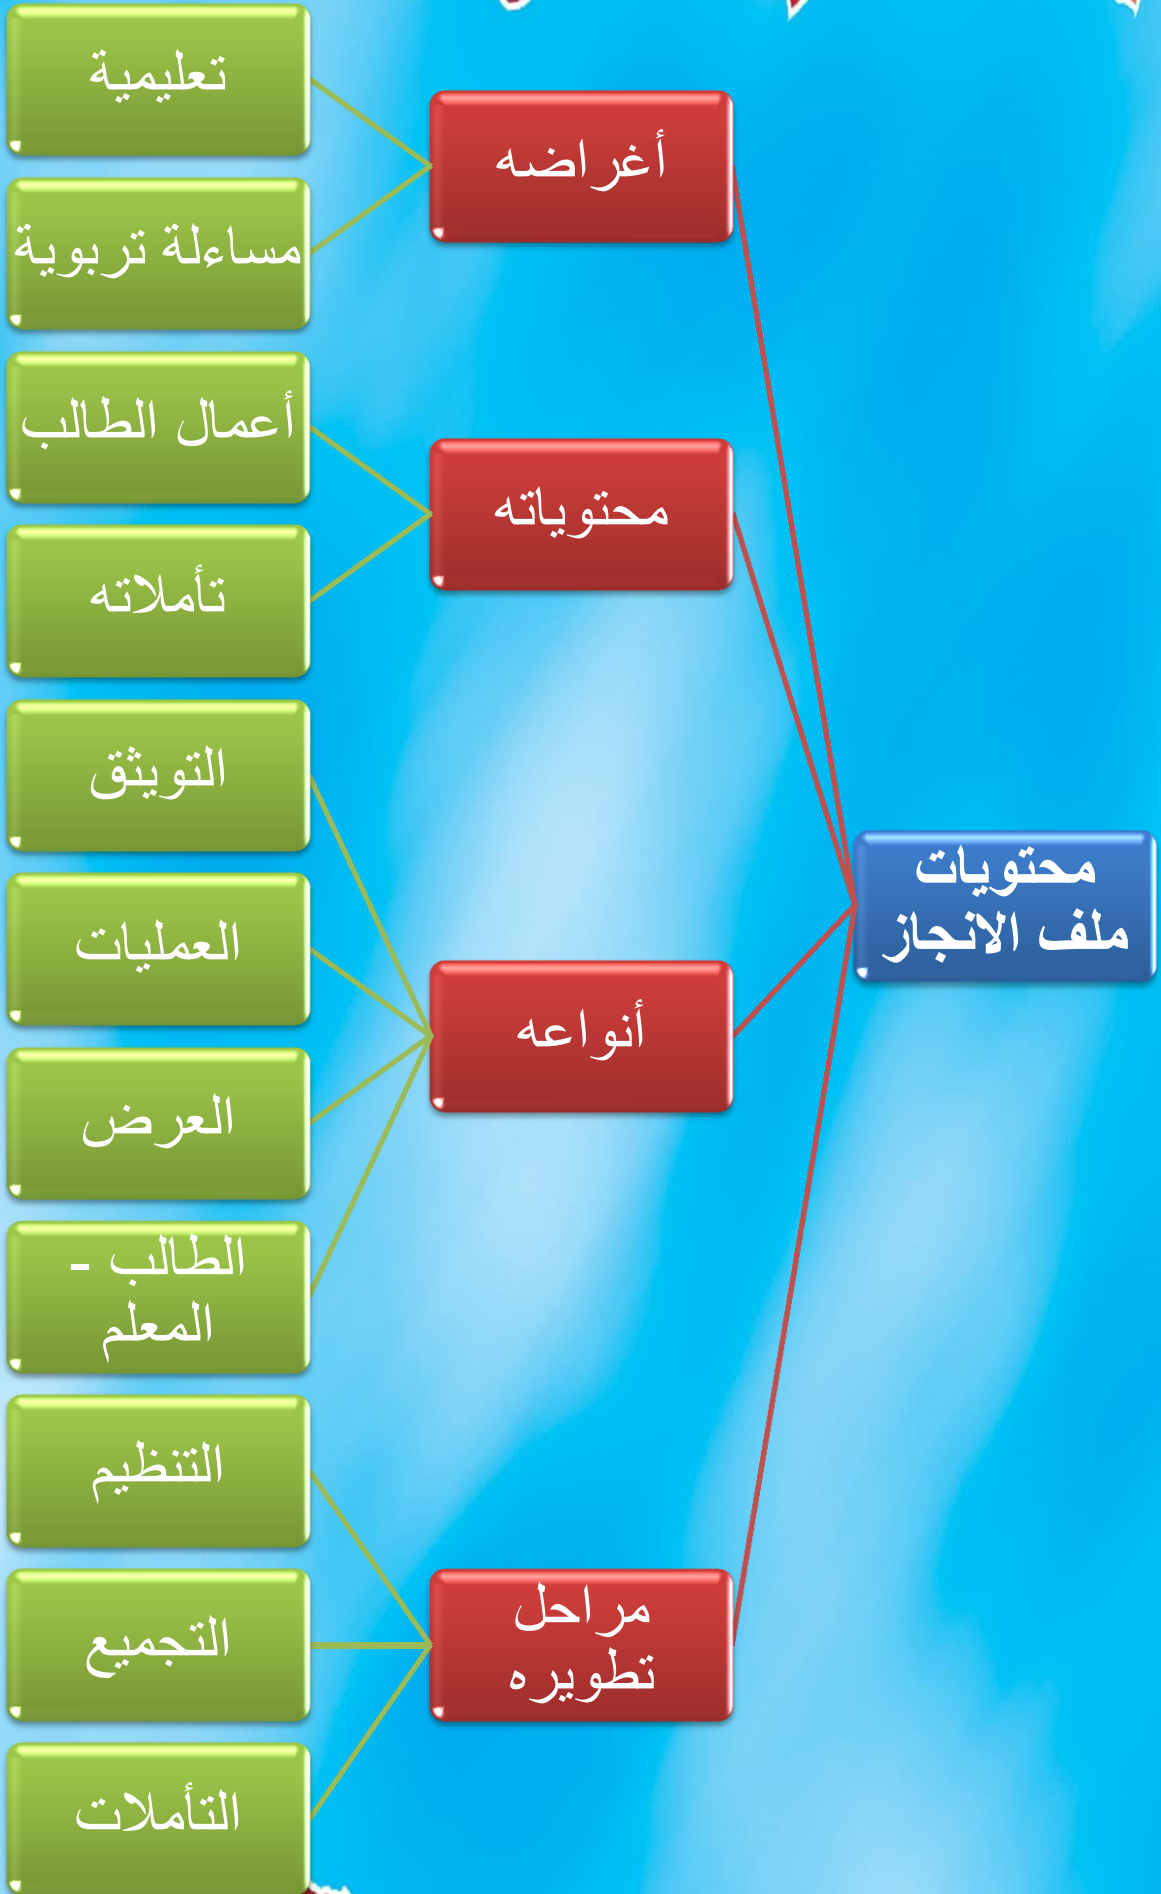 محتويات
ملف الانجاز
أغراضه
تعليمية
مساءلة تربوية
محتوياته
أعمال الطالب
تأملاته
أنواعه
التويثق
العمليات
العرض
الطالب -
المعلم
مراحل
تطويره
التنظيم
التجميع
التأملات